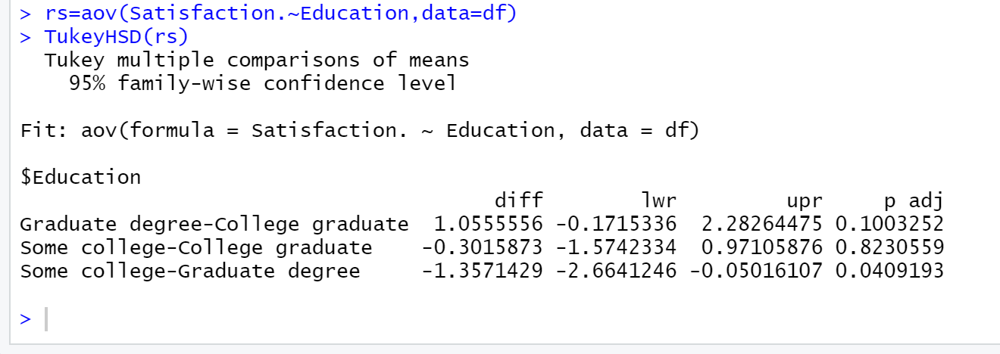 > rs=aov(Satisfaction.~Education,data=df)
> TukeyHSD(rs)
  Tukey multiple comparisons of means
    95% family-wise confidence level

Fit: aov(formula = Satisfaction. ~ Education, data = df)

$Education
                                      diff        lwr         upr     p adj
Graduate degree-College graduate  1.0555556 -0.1715336  2.28264475 0.1003252
Some college-College graduate    -0.3015873 -1.5742334  0.97105876 0.8230559
Some college-Graduate degree     -1.3571429 -2.6641246 -0.05016107 0.0409193

>